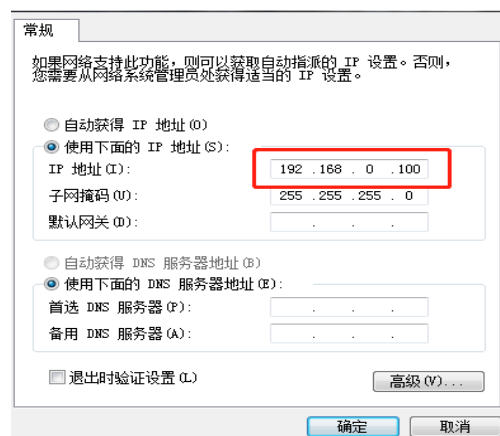 常规
如果网络支持此功能，则可以获取自动指派的 IP 设置。否则，
您需要从网络系统管理员处获得适当的 IP 设置。
自动获得 IP 地址(O)
使用下面的 IP 地址(S):
IP 地址(I): 192 .168 . 0 .100
子网掩码(U): 255 .255 .255 . 0
默认网关(D): . . .
自动获得 DNS 服务器地址(B)
使用下面的 DNS 服务器地址(E):
首选 DNS 服务器(P): . . .
备用 DNS 服务器(A): . . .
退出时验证设置(L)
高级(V)...
确定 取消